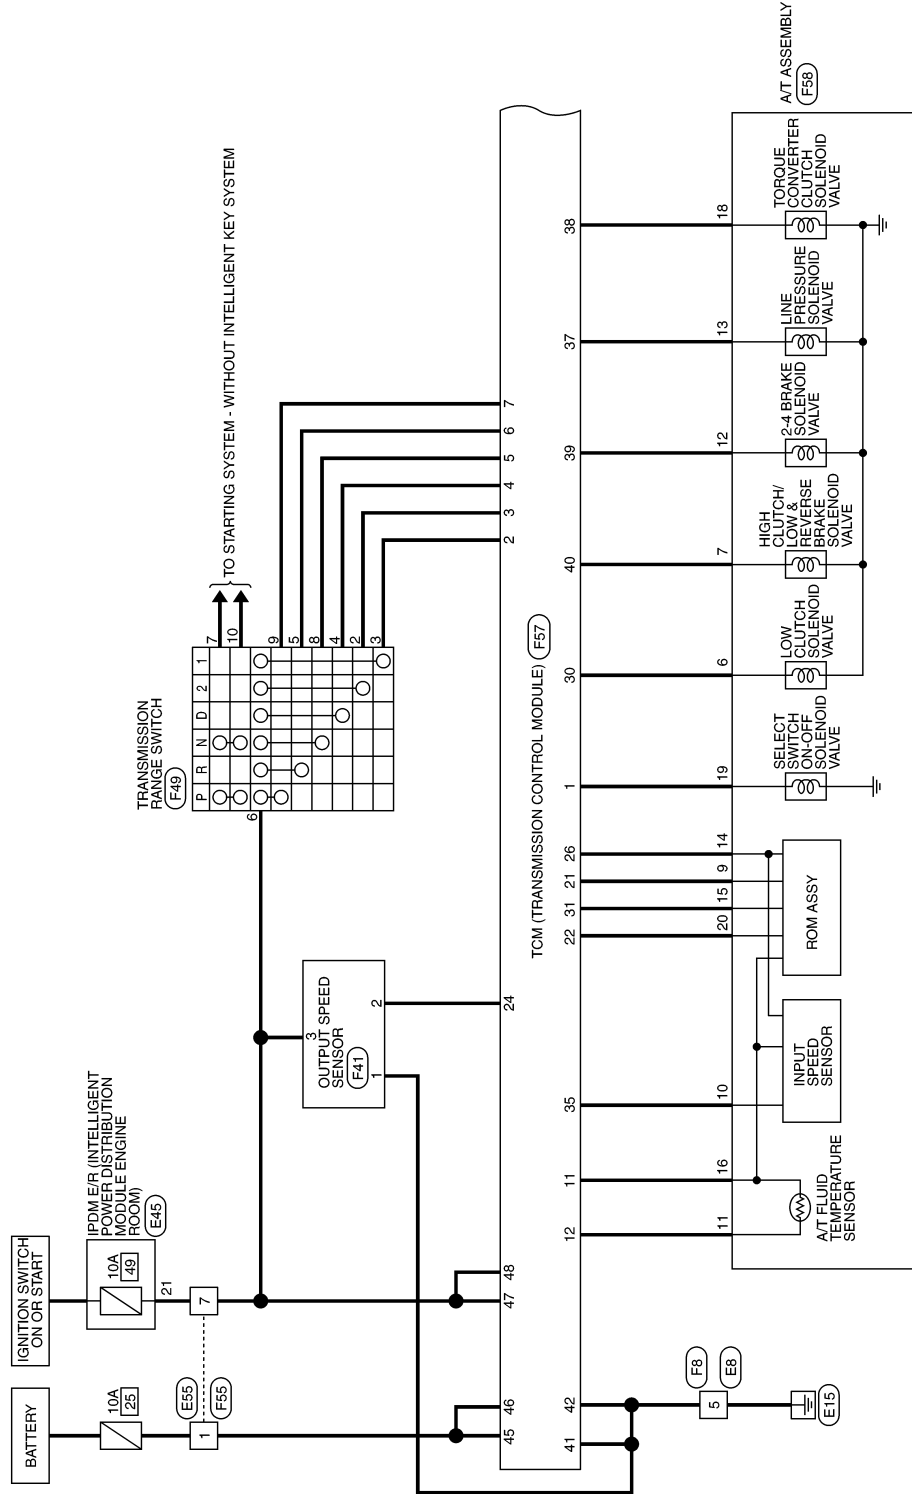 BATTERY
IGNITION SWITCH
ON OR START
10A
25
10A
49
IPDM E/R (INTELLIGENT
POWER DISTRIBUTION
MODULE ENGINE
ROOM)
E45
21
E55
F55
1
7
TRANSMISSION
RANGE SWITCH
F49
P
R
N
D
2
1
6
7
10
9
5
8
4
2
3
TO STARTING SYSTEM - WITHOUT INTELLIGENT KEY SYSTEM
3
OUTPUT SPEED
SENSOR
F41
1
2
45
46
47
48
24
2
3
4
5
6
7
TCM (TRANSMISSION CONTROL MODULE)
F57
41
42
12
11
35
22
31
21
26
1
30
40
39
37
38
F8
E8
5
E15
11
16
10
20
15
9
14
19
6
7
12
13
18
A/T ASSEMBLY
F58
A/T FLUID
TEMPERATURE
SENSOR
INPUT
SPEED
SENSOR
ROM ASSY
SELECT
SWITCH
ON-OFF
SOLENOID
VALVE
LOW
CLUTCH
SOLENOID
VALVE
HIGH
CLUTCH/
LOW &
REVERSE
BRAKE
SOLENOID
VALVE
2-4 BRAKE
SOLENOID
VALVE
LINE
PRESSURE
SOLENOID
VALVE
TORQUE
CONVERTER
CLUTCH
SOLENOID
VALVE